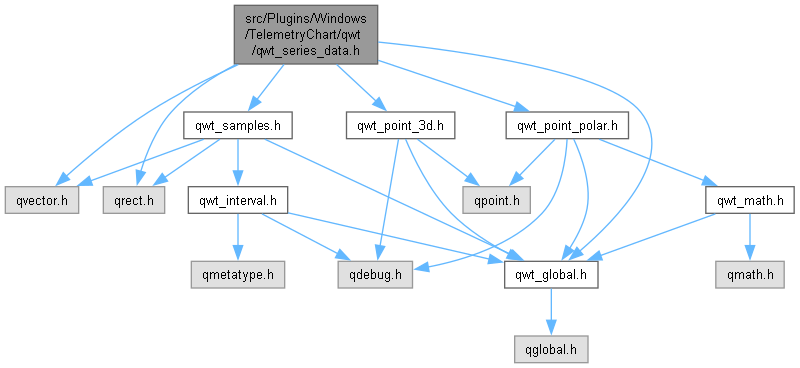 src/Plugins/Windows
/TelemetryChart/qwt
/qwt_series_data.h
qwt_samples.h
qwt_point_3d.h
qwt_point_polar.h
qvector.h
qrect.h
qwt_interval.h
qpoint.h
qwt_math.h
qmetatype.h
qdebug.h
qwt_global.h
qmath.h
qglobal.h